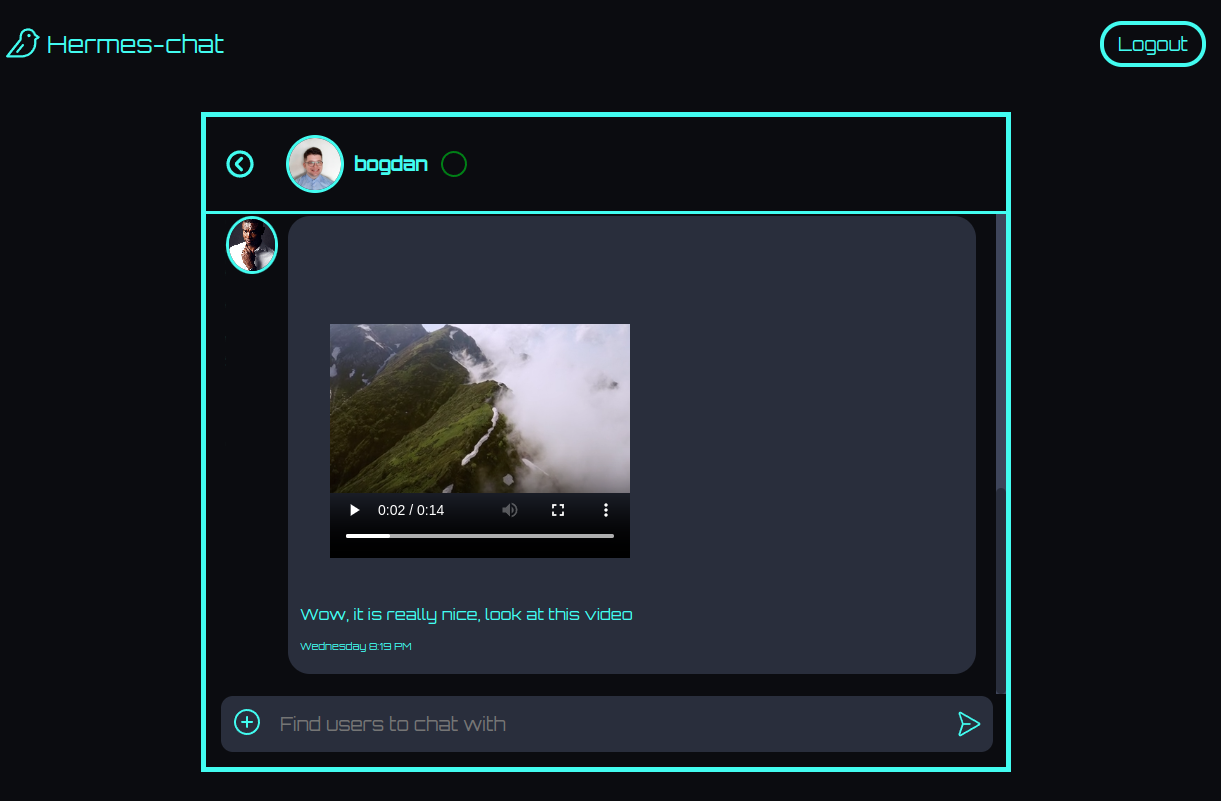 Hermes-chat
Logout
bogdan
0:02 / 0:14
Wow, it is really nice, look at this video
Wednesday 8:19 PM
Find users to chat with